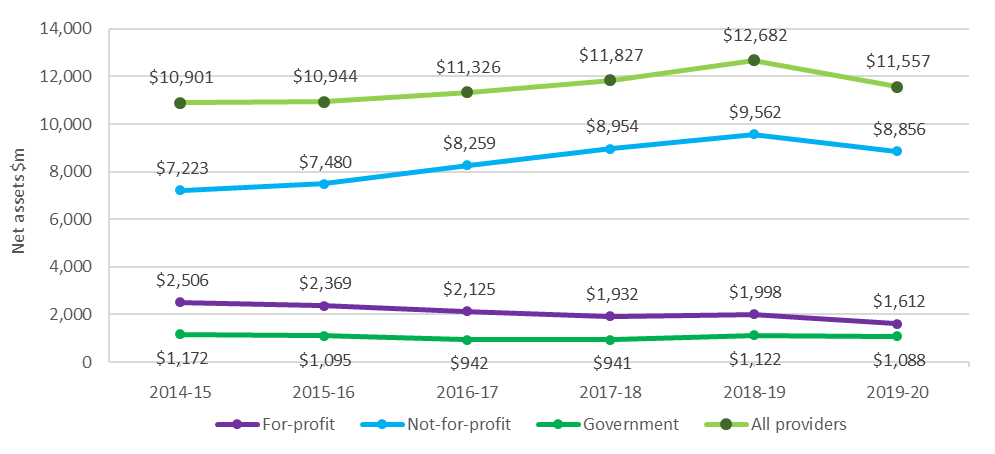 14,000
12,000
10,000
8,000
6,000
4,000
2,000
0
Net assets $m
$10,901 $10,944 $11,326 $11,827 $12,682 $11,557
$7,223 $7,480 $8,259 $8,954 $9,562 $8,856
$2,506 $2,369 $2,125 $1,932 $1,998 $1,612
$1,172 $1,095 $942 $941 $1,122 $1,088
2014-15 2015-16 2016-17 2017-18 2018-19 2019-20
For-profit Not-for-profit Government All providers